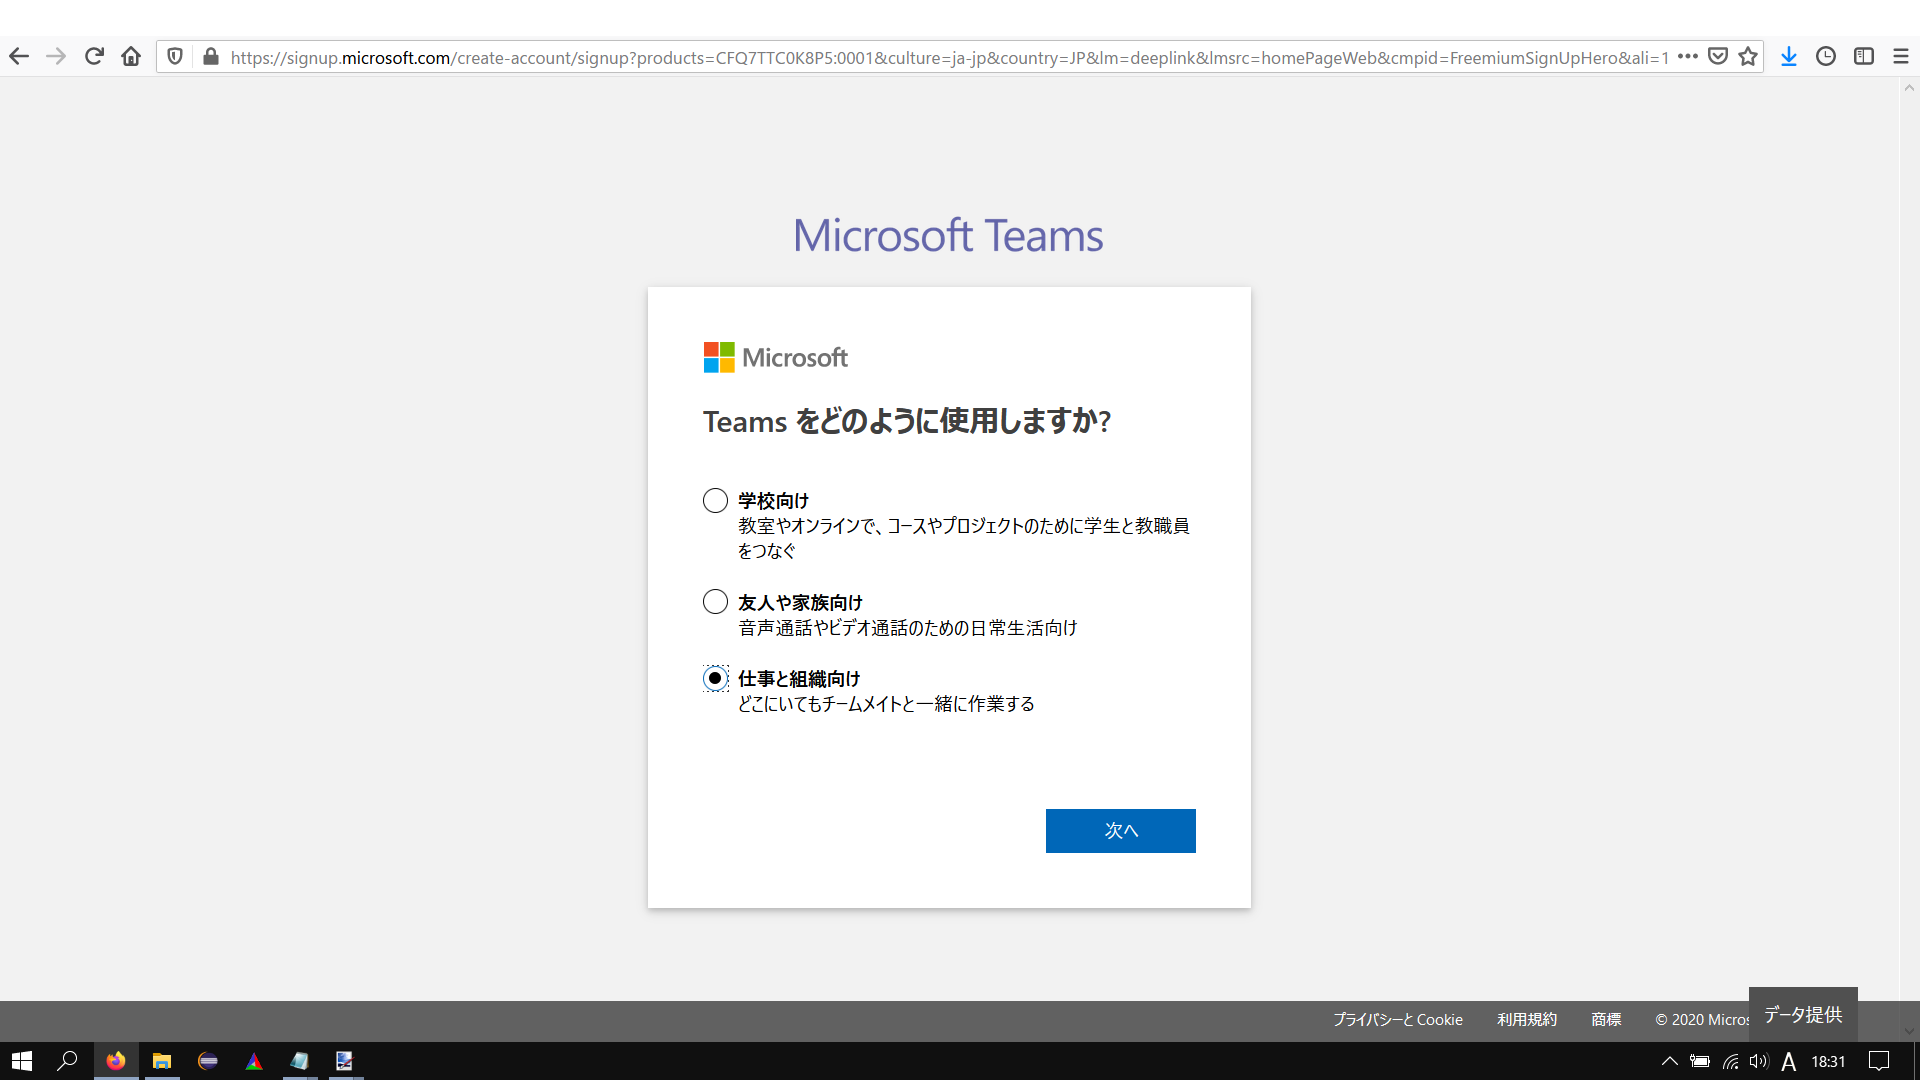 https://signup.microsoft.com/create-account/signup?products=CFQ7TTC0K8P5:0001&culture=ja-jp&country=JP&lm=deeplink&lmsrc=homePageWeb&cmpid=FreemiumSignUpHero&ali=1
Microsoft Teams
Microsoft
Teams をどのように使用しますか?
学校向け
教室やオンラインで、コースやプロジェクトのために学生と教職員
をつなぐ
友人や家族向け
音声通話やビデオ通話のための日常生活向け
仕事と組織向け
どこにいてもチームメイトと一緒に作業する
次へ
プライバシーと Cookie 利用規約 商標 © 2020 Micros データ提供
A 18:31